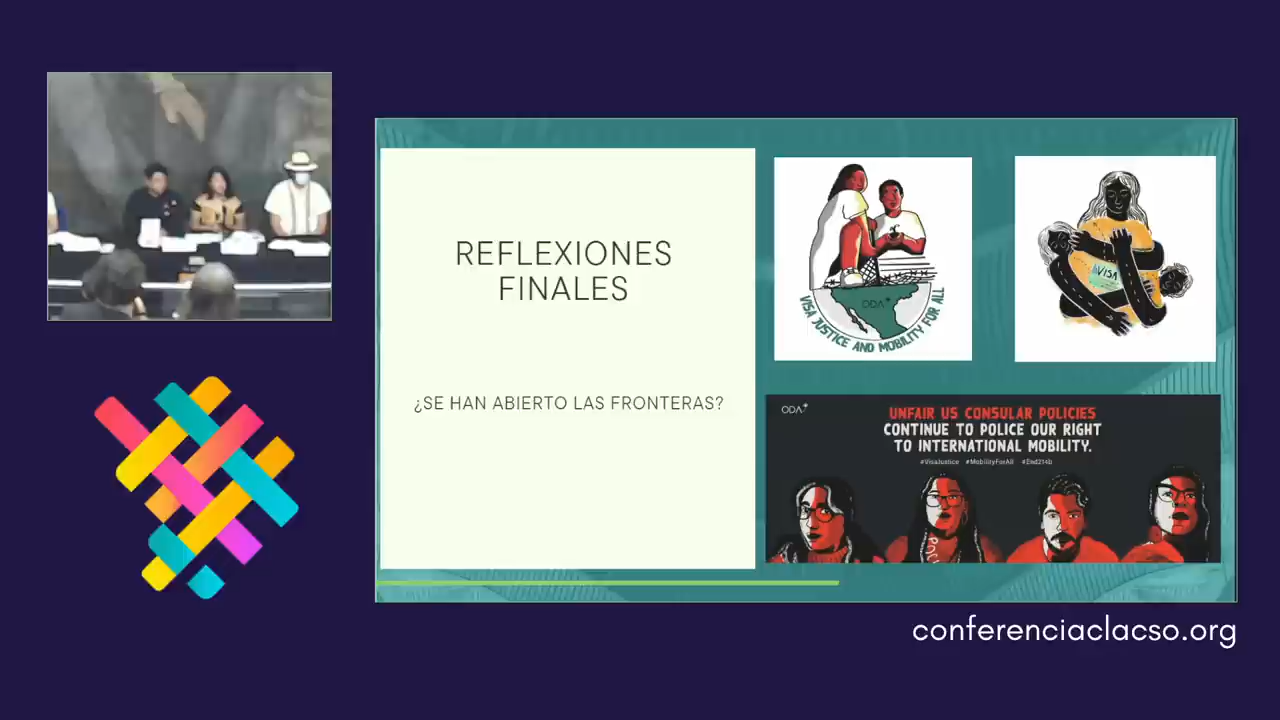 REFLEXIONES
FINALES
¿SE HAN ABIERTO LAS FRONTERAS?
ODA
VISA JUSTICE AND MOBILITY FOR ALL
VISA
ODA
UNFAIR US CONSULAR POLICIES
CONTINUE TO POLICE OUR RIGHT
TO INTERNATIONAL MOBILITY.
#VisaJustice #MobilityForAll #End214b
conferenciaclacso.org